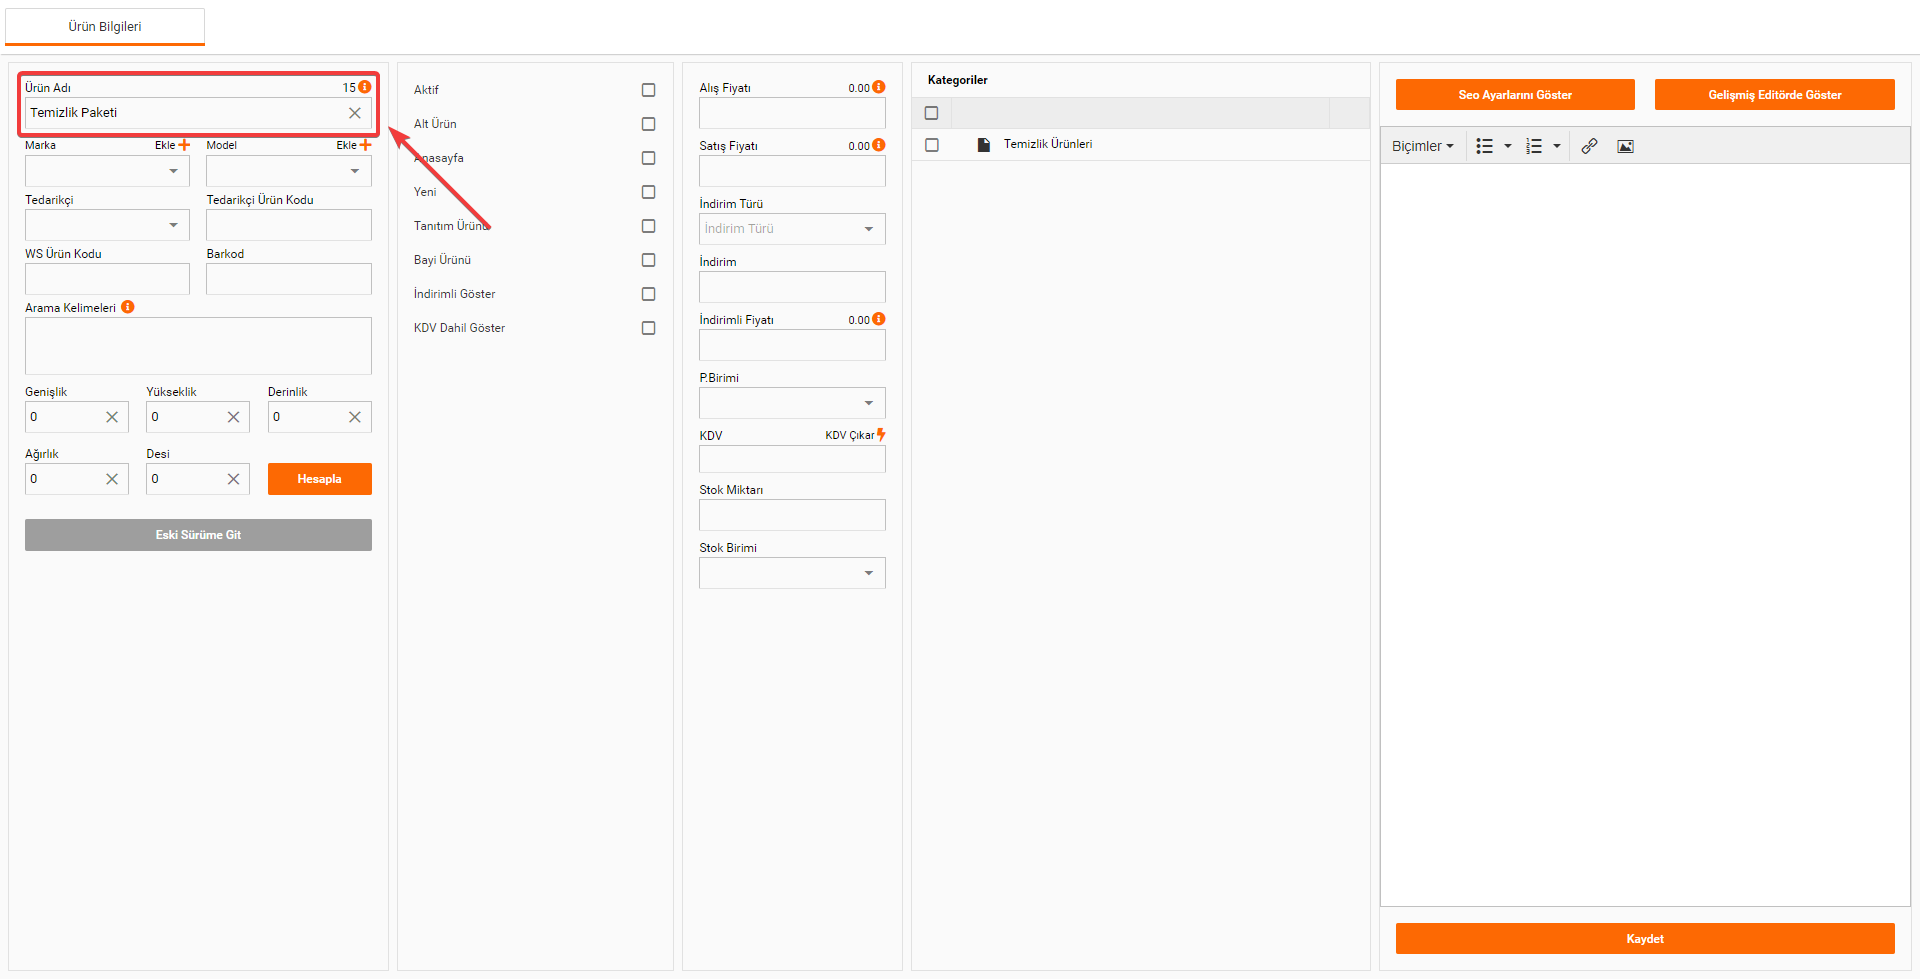 Ürün Bilgileri
Ürün Adı 15
Temizlik Paketi
Marka Ekle Model Ekle
Tedarikçi Tedarikçi Ürün Kodu
WS Ürün Kodu Barkod
Arama Kelimeleri
Genişlik Yükseklik Derinlik
0 0 0
Ağırlık Desi
0 0 Hesapla
Eski Sürüme Git
Aktif
Alt Ürün
Anasayfa
Yeni
Tanıtım Ürünü
Bayi Ürünü
İndirimli Göster
KDV Dahil Göster
Alış Fiyatı 0.00
Satış Fiyatı 0.00
İndirim Türü
İndirim Türü
İndirim
İndirimli Fiyatı 0.00
P.Birimi
KDV KDV Çıkar
Stok Miktarı
Stok Birimi
Kategoriler
Temizlik Ürünleri
Seo Ayarlarını Göster Gelişmiş Editörde Göster
Biçimler
Kaydet